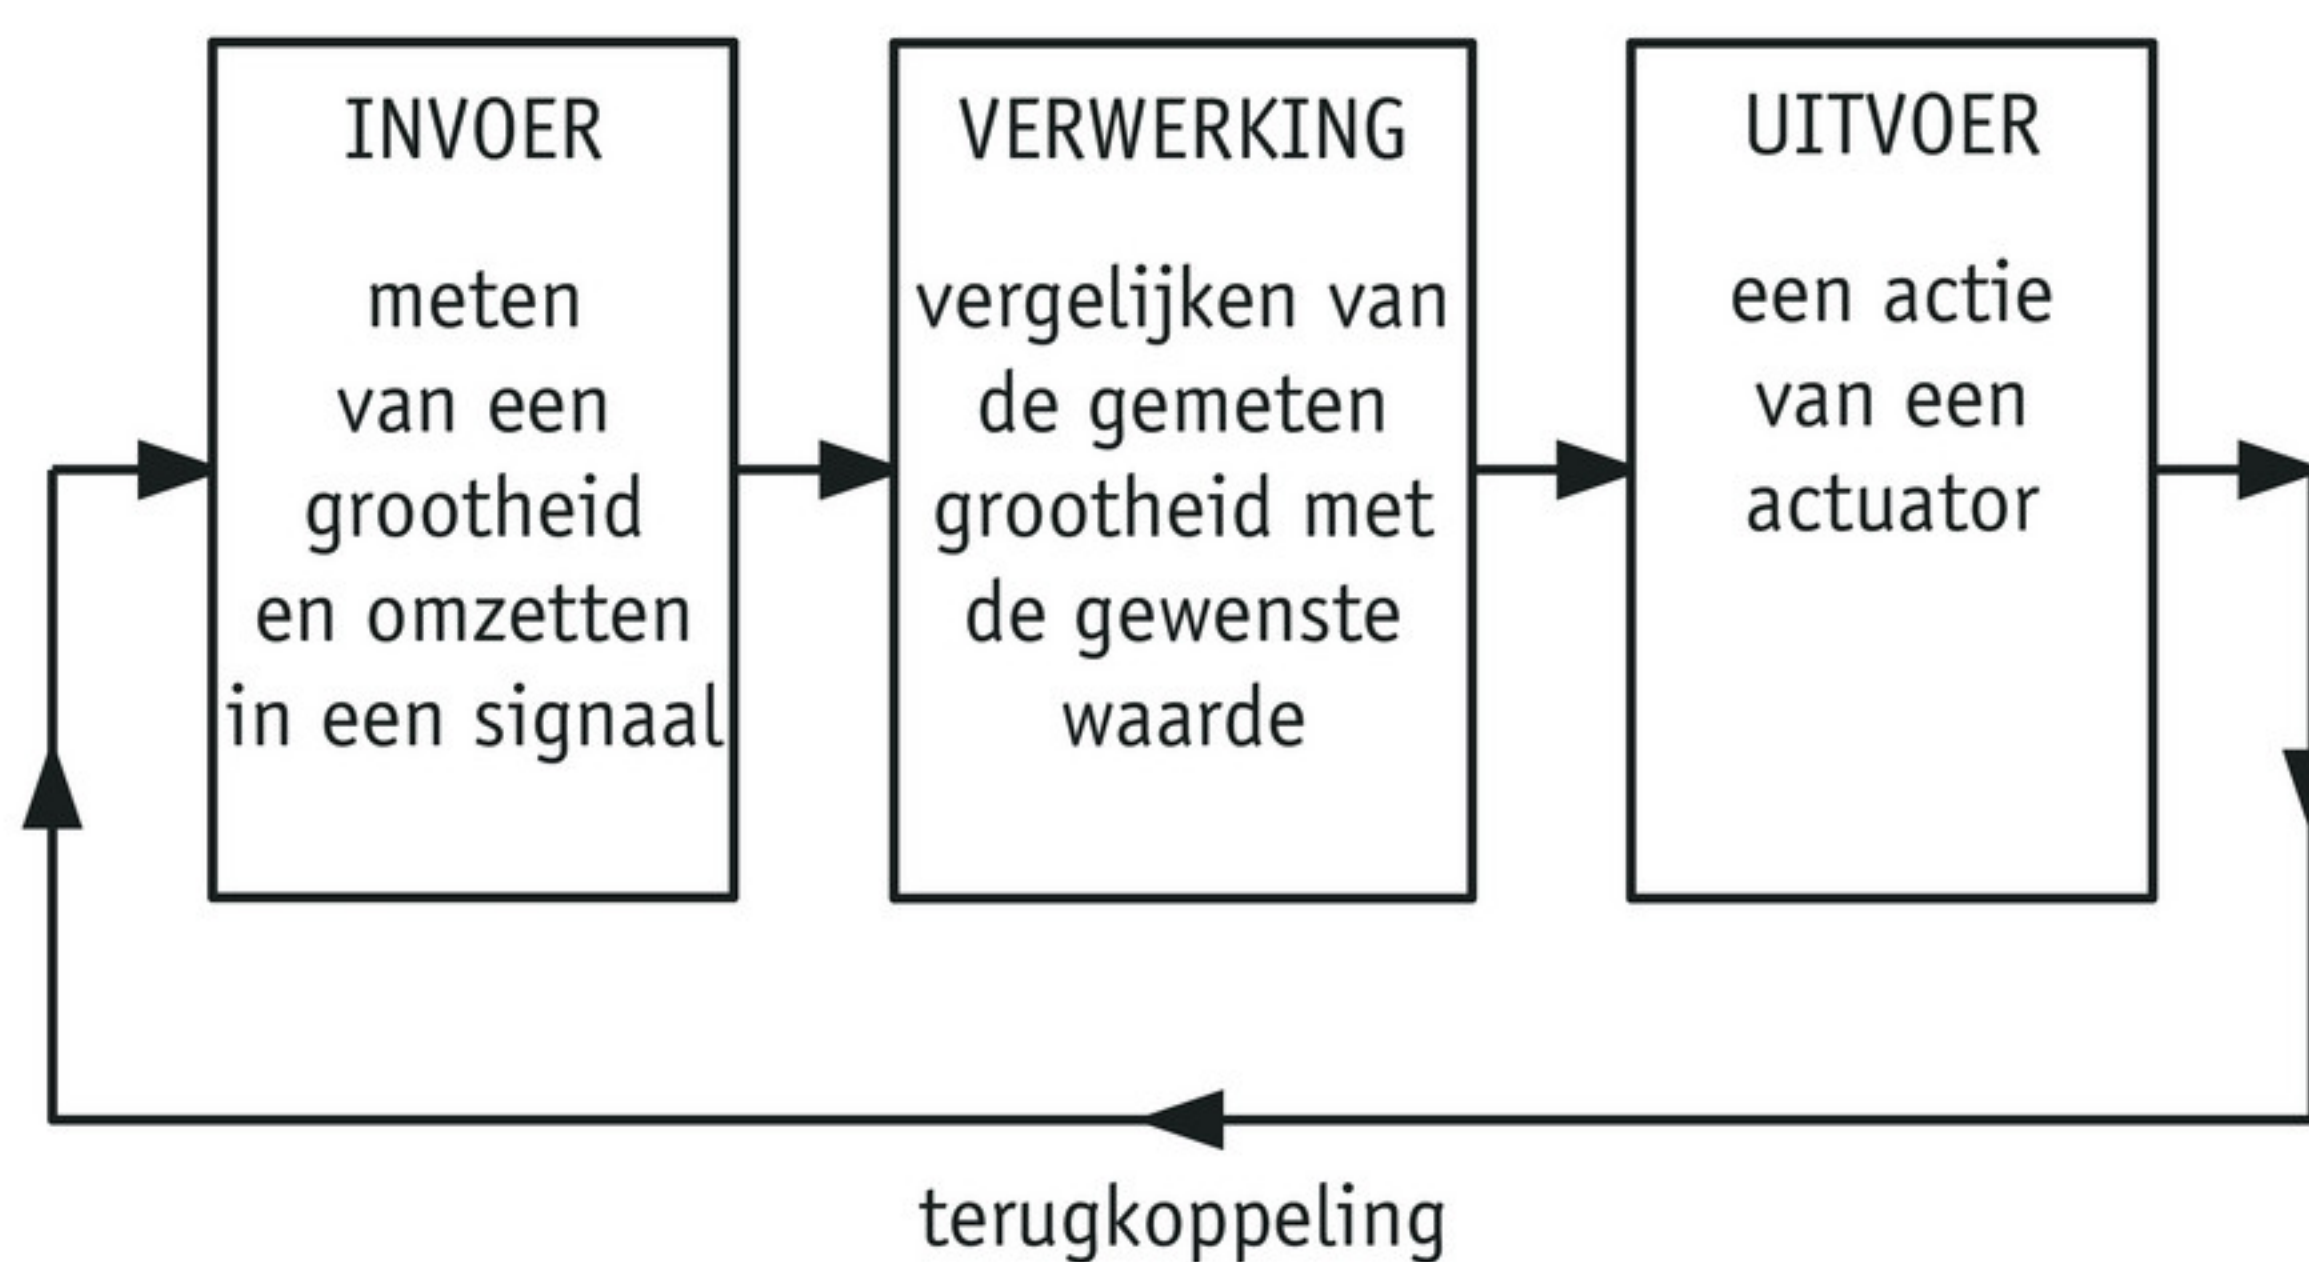 INVOER
meten
van een
grootheid
en omzetten
in een signaal
VERWERKING
vergelijken van
de gemeten
grootheid met
de gewenste
waarde
UITVOER
een actie
van een
actuator
terugkoppeling